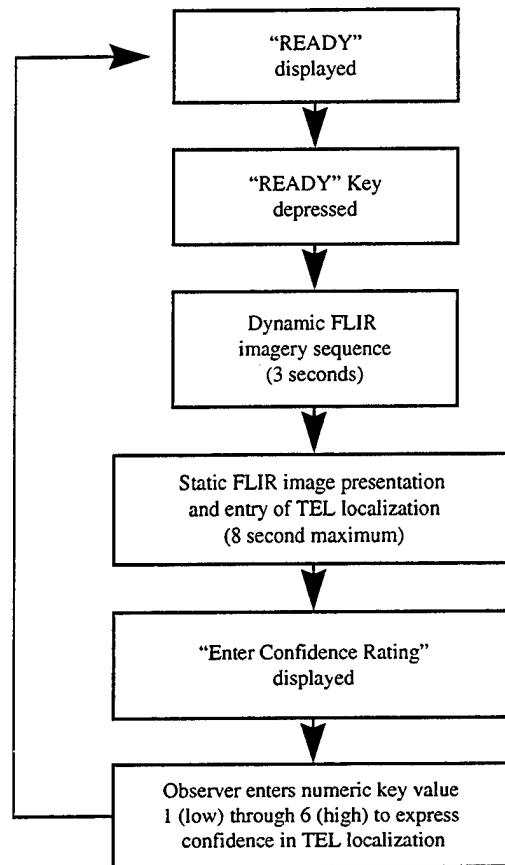 “READY”
displayed
“READY” Key
depressed
Dynamic FLIR
imagery sequence
(3 seconds)
Static FLIR image presentation
and entry of TEL localization
(8 second maximum)
“Enter Confidence Rating”
displayed
Observer enters numeric key value
1 (low) through 6 (high) to express
confidence in TEL localization